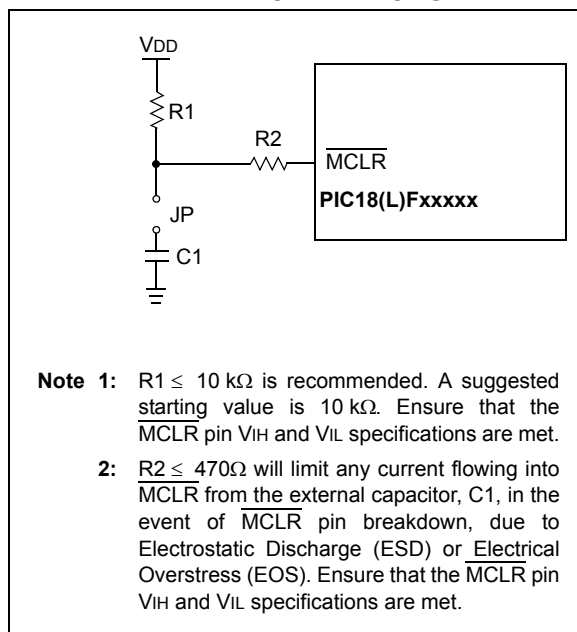 VDD
R1
R2
MCLR
PIC18(L)Fxxxxx
JP
C1
Note 1: R1 ≤ 10 kΩ is recommended. A suggested
starting value is 10 kΩ. Ensure that the
MCLR pin VIH and VIL specifications are met.
2: R2 ≤ 470Ω will limit any current flowing into
MCLR from the external capacitor, C1, in the
event of MCLR pin breakdown, due to
Electrostatic Discharge (ESD) or Electrical
Overstress (EOS). Ensure that the MCLR pin
VIH and VIL specifications are met.